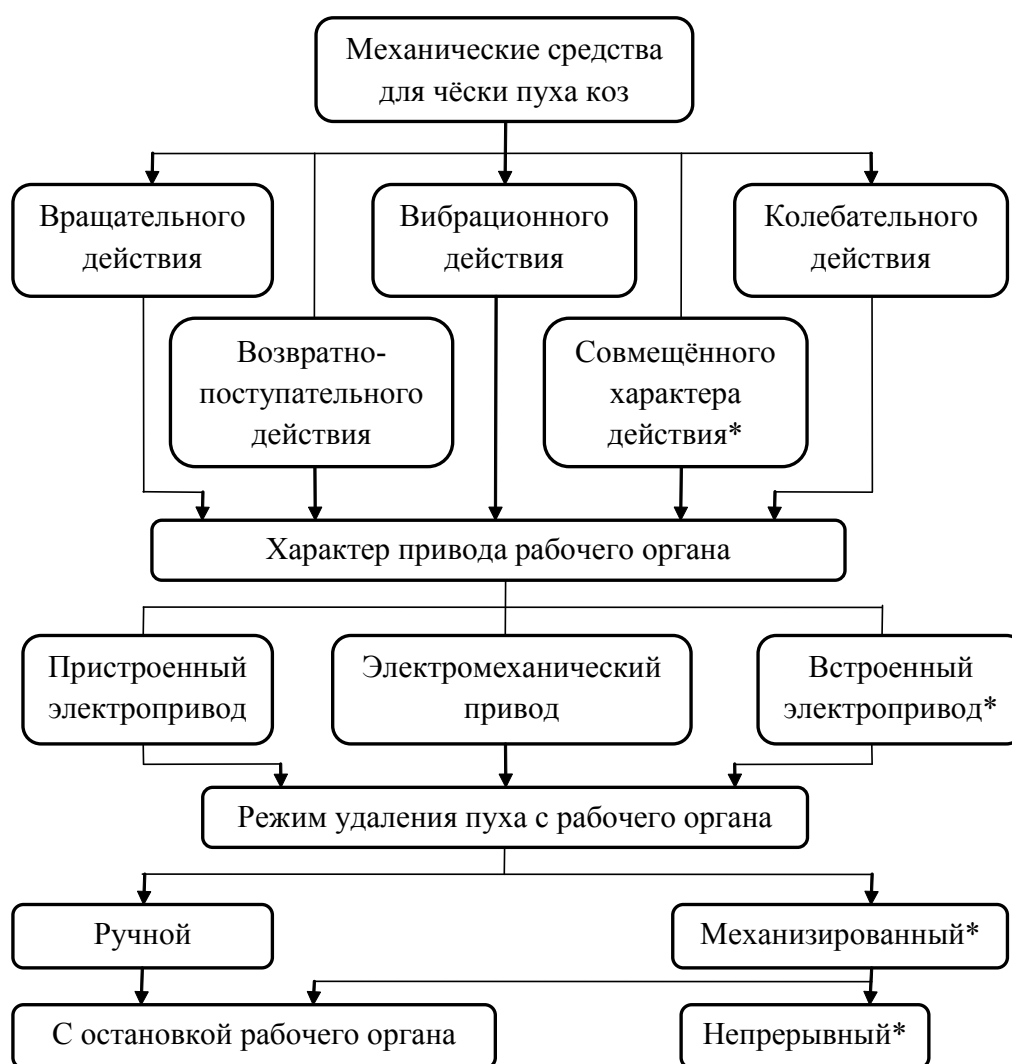 Механические средства
для чёски пуха коз
Вращательного
действия
Вибрационного
действия
Колебательного
действия
Возвратно-
поступательного
действия
Совмещённого
характера
действия*
Характер привода рабочего органа
Пристроенный
электропривод
Электромеханический
привод
Встроенный
электропривод*
Режим удаления пуха с рабочего органа
Ручной
Механизированный*
С остановкой рабочего органа
Непрерывный*